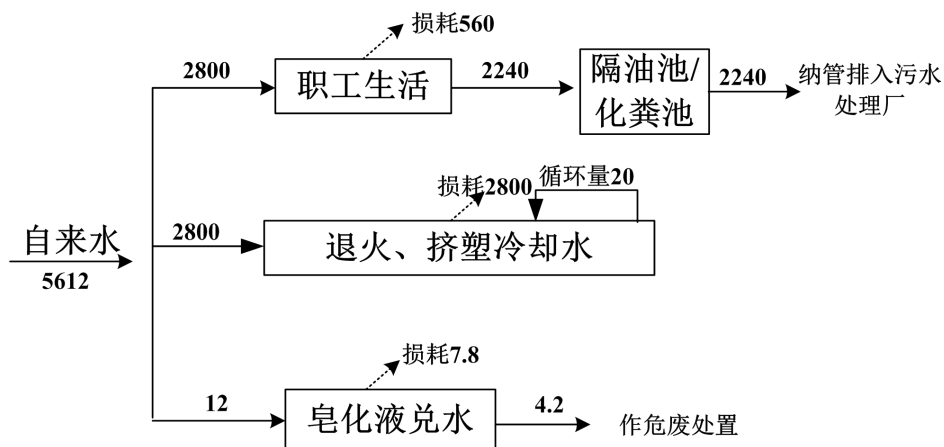 损耗560
2800
职工生活
2240
隔油池/
化粪池
2240
纳管排入污水
处理厂
损耗2800
循环量20
自来水
5612
2800
退火、挤塑冷却水
损耗7.8
12
皂化液兑水
4.2
作危废处置